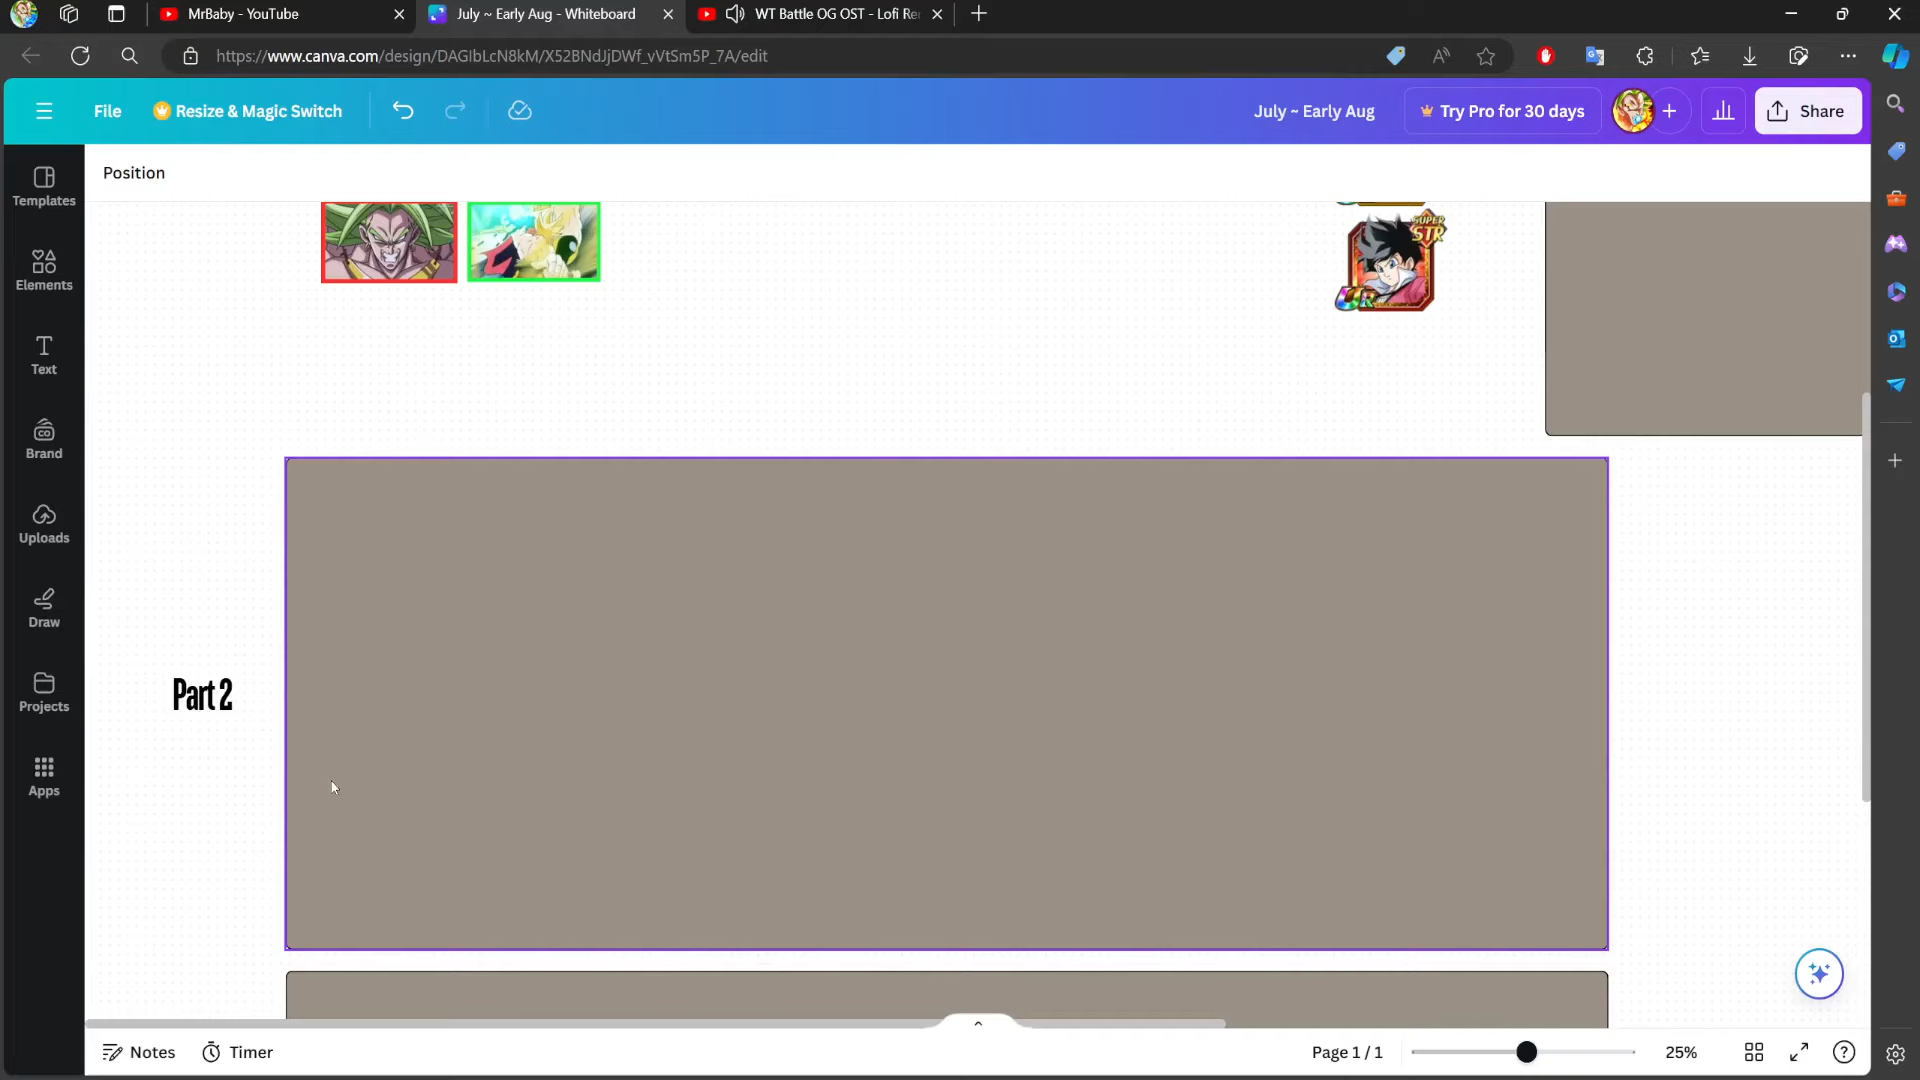 MrBaby - YouTube
July ~ Early Aug - Whiteboard
WT Battle OG OST - Lofi Re
https://www.canva.com/design/DAGIbLcN8kM/X52BNdJjDWf_vVtSm5P_7A/edit
File
Resize & Magic Switch
July ~ Early Aug
Try Pro for 30 days
Share
Position
Templates
Elements
Text
Brand
Uploads
Draw
Projects
Apps
SUPER
STR
UR
Part 2
Notes
Timer
Page 1 / 1
25%